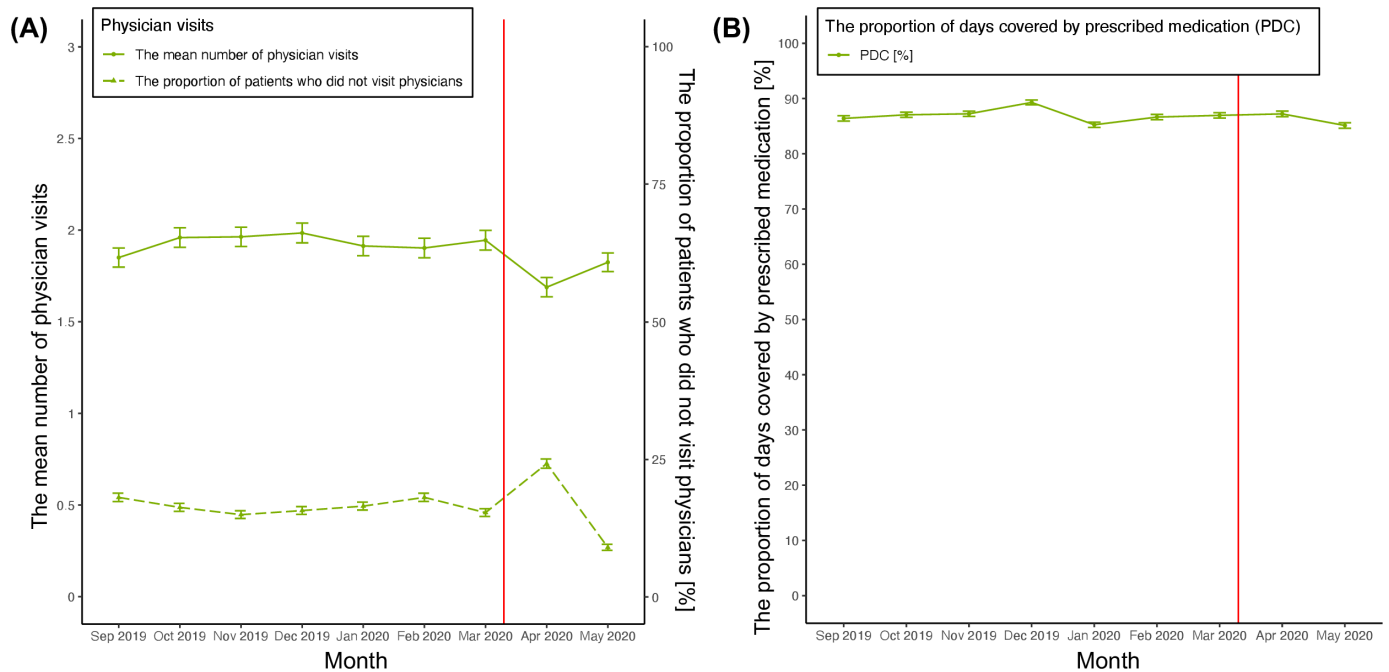 (A)
Physician visits
The mean number of physician visits
The proportion of patients who did not visit physicians
The mean number of physician visits
3
2.5
2
1.5
1
0.5
0
100
75
50
25
0
The proportion of patients who did not visit physicians [%]
Sep 2019 Oct 2019 Nov 2019 Dec 2019 Jan 2020 Feb 2020 Mar 2020 Apr 2020 May 2020
Month
(B)
The proportion of days covered by prescribed medication (PDC)
PDC [%]
The proportion of days covered by prescribed medication [%]
100
90
80
70
60
50
40
30
20
10
0
Sep 2019 Oct 2019 Nov 2019 Dec 2019 Jan 2020 Feb 2020 Mar 2020 Apr 2020 May 2020
Month